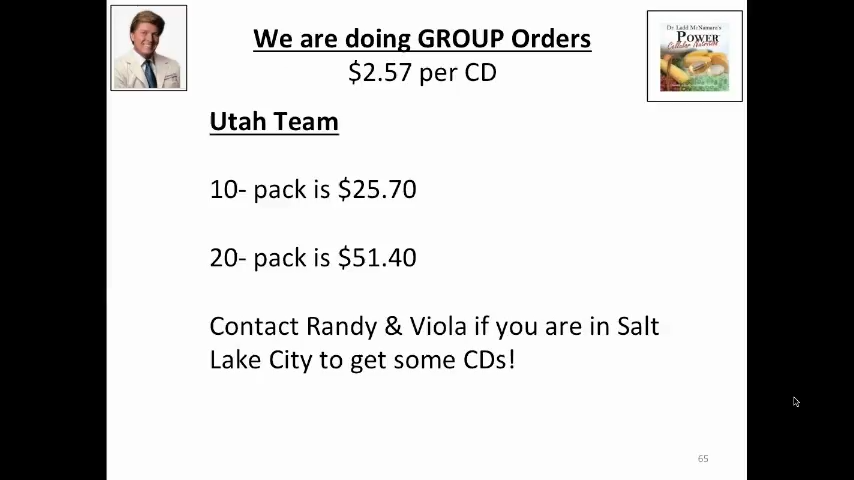 We are doing GROUP Orders
$2.57 per CD
Dr Ladd McNamara's
POWER
Cellular Nutrition
Utah Team
10- pack is $25.70
20- pack is $51.40
Contact Randy & Viola if you are in Salt
Lake City to get some CDs!
65